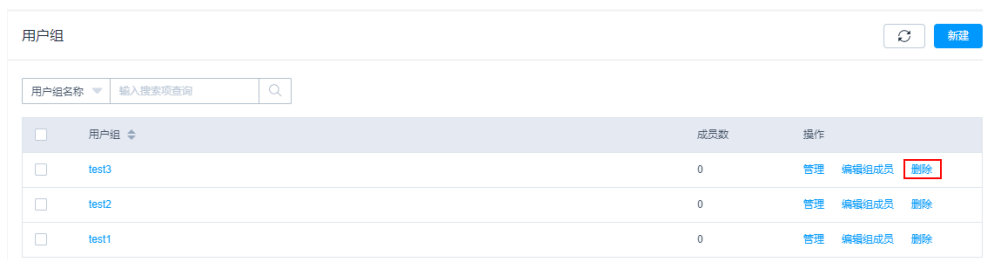 用户组 新建
用户组名称 输入搜索项查询
用户组 成员数 操作
test3 0 管理 编辑组成员 删除
test2 0 管理 编辑组成员 删除
test1 0 管理 编辑组成员 删除